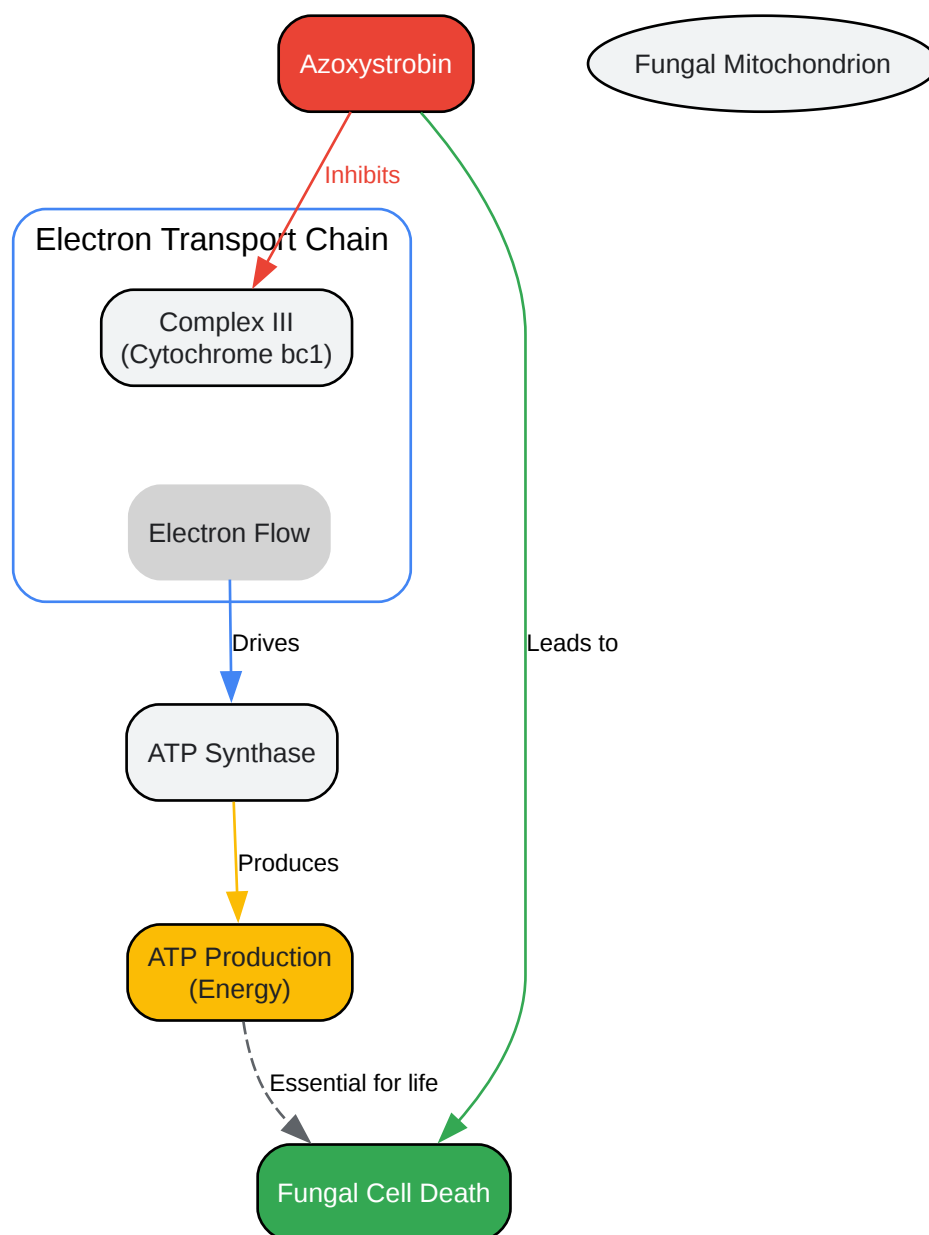 Azoxystrobin
Fungal Mitochondrion
Inhibits
Electron Transport Chain
Complex III
(Cytochrome bc1)
Electron Flow
Drives
Leads to
ATP Synthase
Produces
ATP Production
(Energy)
Essential for life
Fungal Cell Death